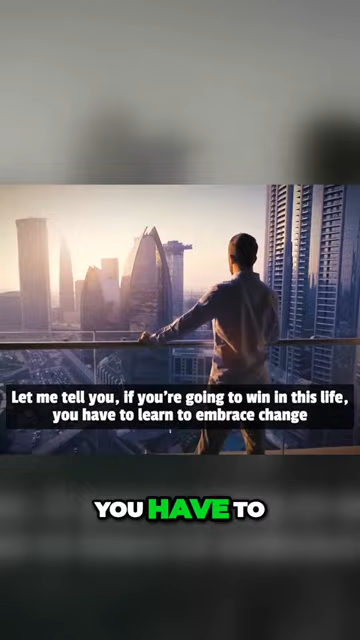 Let me tell you, if you're going to win in this life,
you have to learn to embrace change
YOU HAVE TO